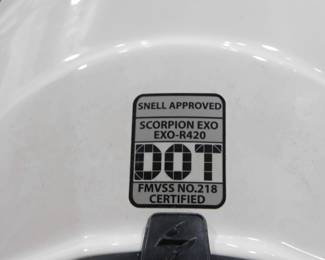 SNELL APPROVED
SCORPION EXO
EXO-R420
DOT
FMVSS NO.218
CERTIFIED